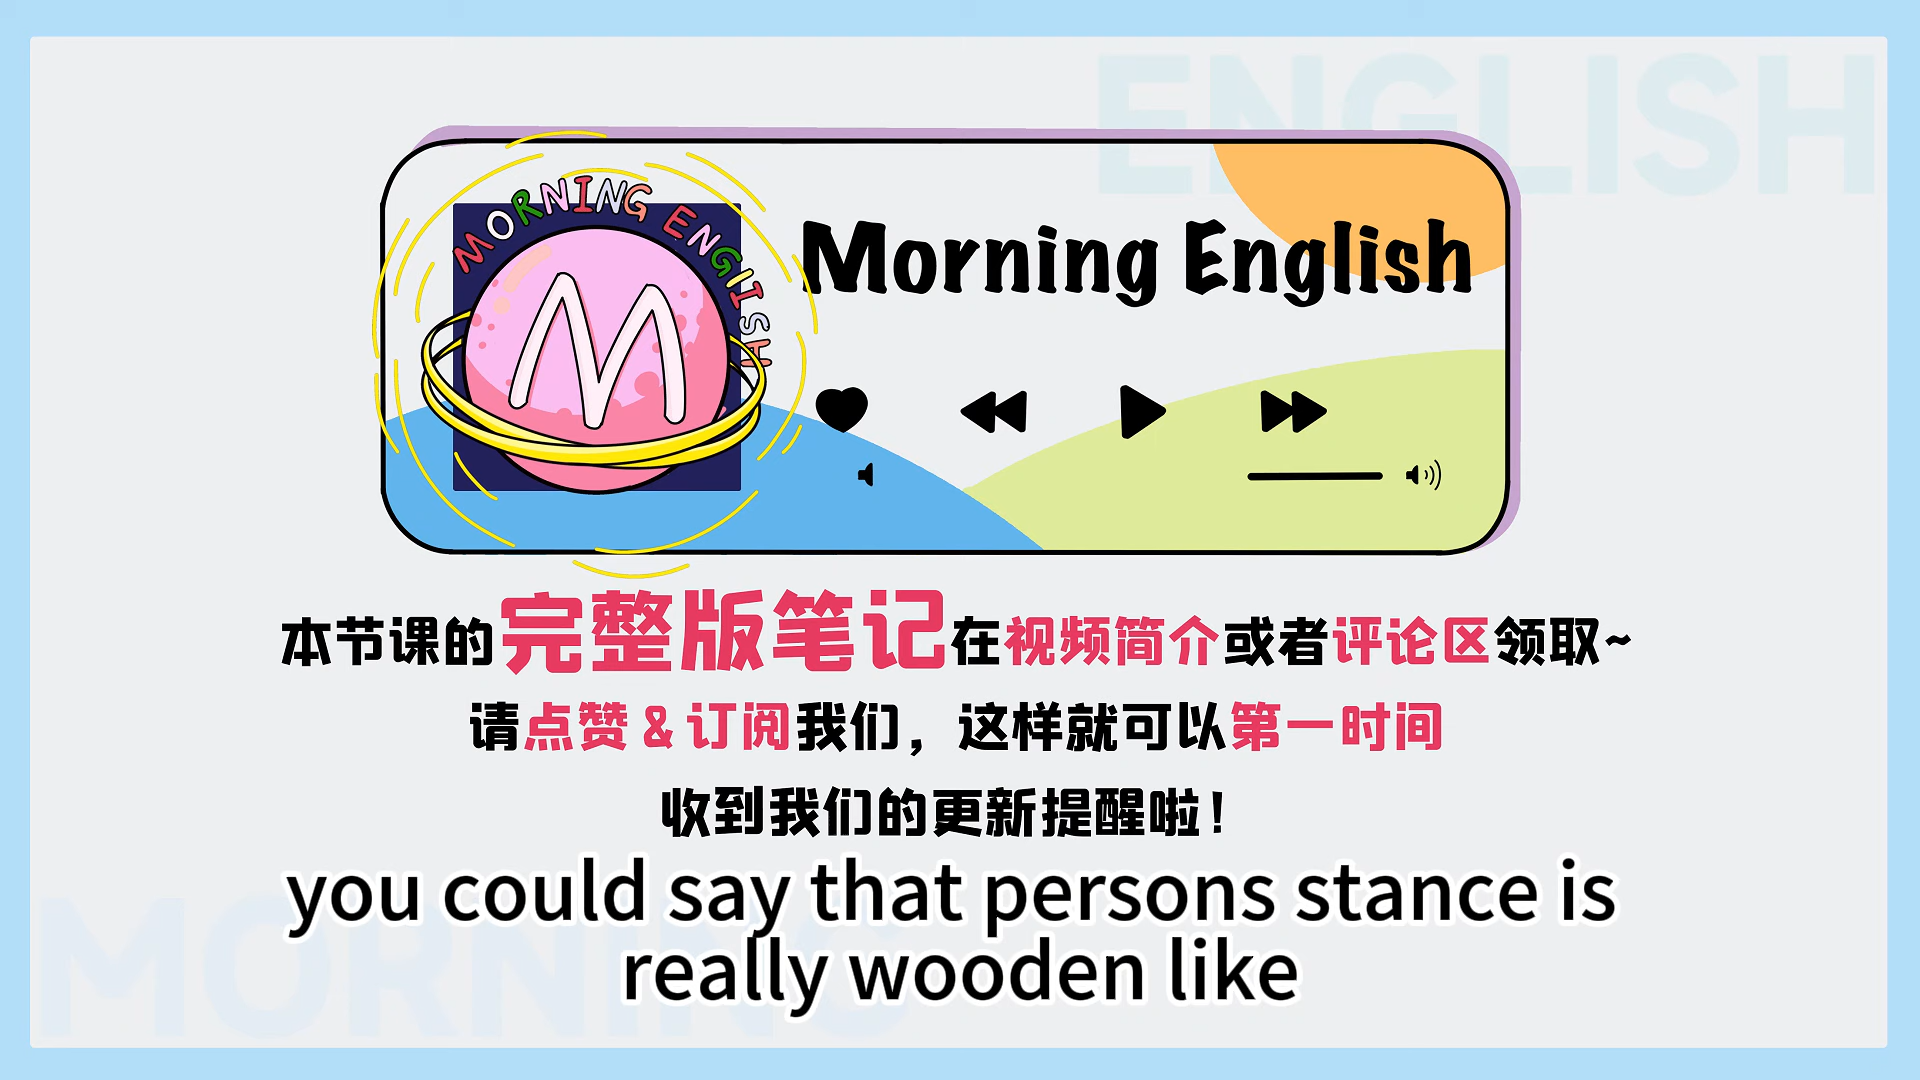 ENGLISH
MORNING ENGLISH
M
Morning English
本节课的完整版笔记在视频简介或者评论区领取~
请点赞&订阅我们，这样就可以第一时间
收到我们的更新提醒啦！
you could say that persons stance is
really wooden like
MORNING